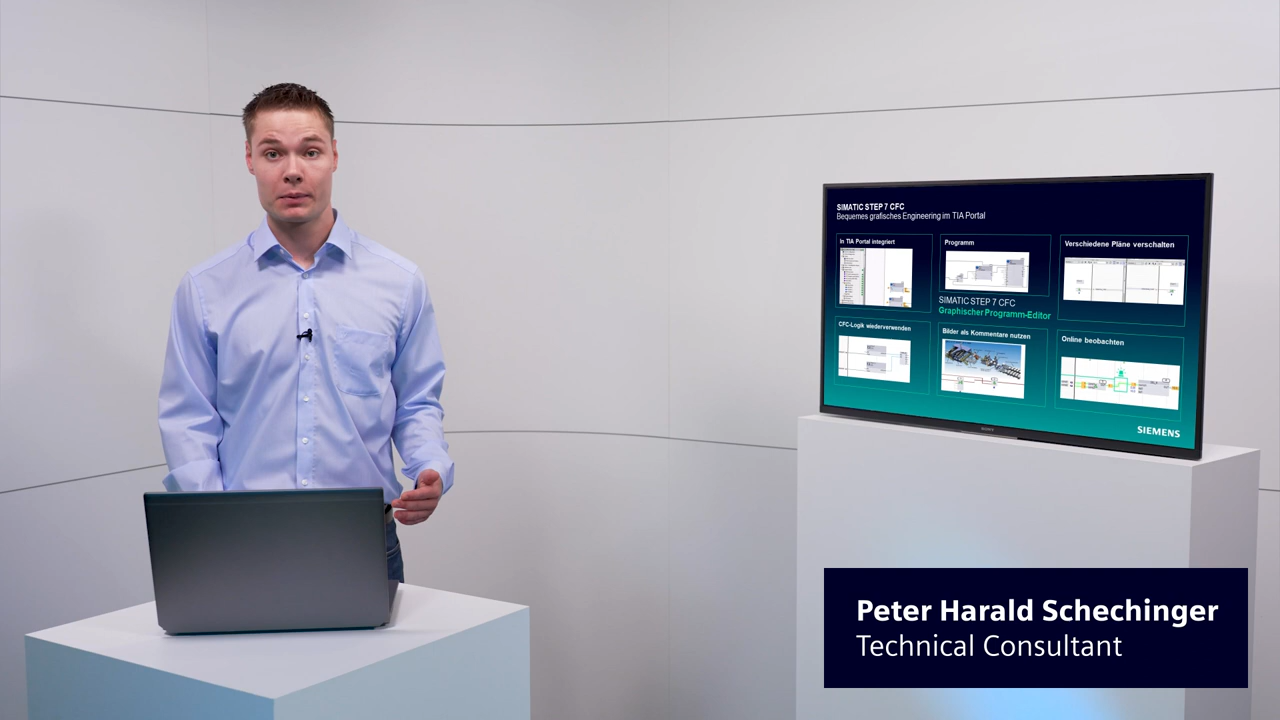 SIMATIC STEP 7 CFC
Bequemes grafisches Engineering im TIA Portal
In TIA Portal integriert
Programm
Verschiedene Pläne verschalten
SIMATIC STEP 7 CFC
Graphischer Programm-Editor
CFC-Logik wiederverwenden
Bilder als Kommentare nutzen
Online beobachten
SIEMENS
SONY
Peter Harald Schechinger
Technical Consultant